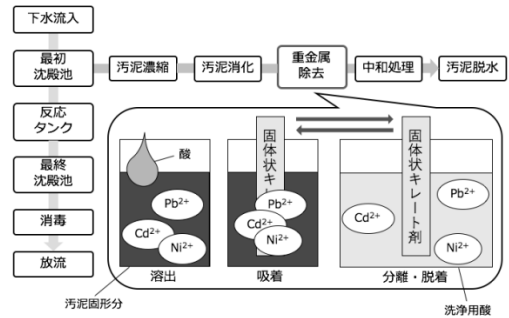 下水流入
最初
沈殿池
汚泥濃縮
汚泥消化
重金属
除去
中和処理
汚泥脱水
反応
タンク
最終
沈殿池
消毒
放流
酸
Pb2+
Cd2+
Ni2+
溶出
汚泥固形分
固体状キ
Pb2+
Cd2+
Ni2+
吸着
固体状キレート剤
Cd2+
Pb2+
Ni2+
分離・脱着
洗浄用酸